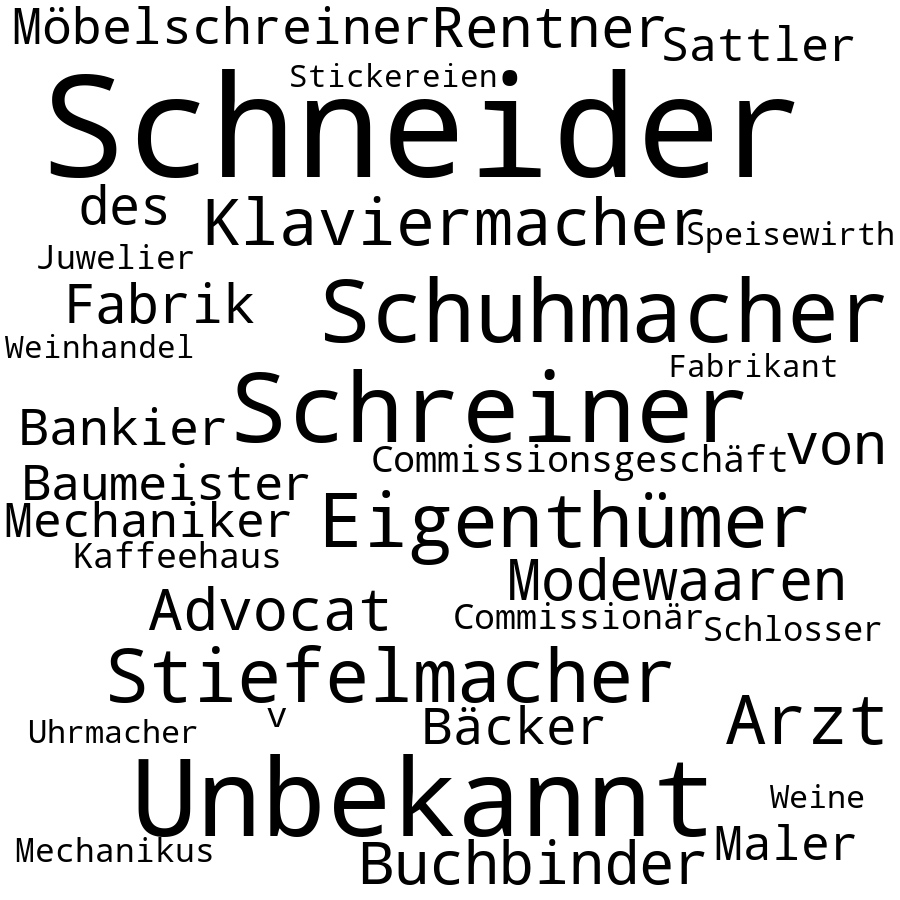 Möbelschreiner Rentner Sattler
Stickereien
Schneider
des Klaviermacher Speisewirth
Juwelier
Fabrik Schuhmacher
Weinhandel
Fabrikant
Schreiner
Bankier von
Commissionsgeschäft
Baumeister
Mechaniker Eigenthümer
Kaffeehaus
Modewaaren
Advocat Commissionär Schlosser
Stiefelmacher
v
Uhrmacher Bäcker Arzt
Unbekannt
Weine
Mechanikus Buchbinder Maler